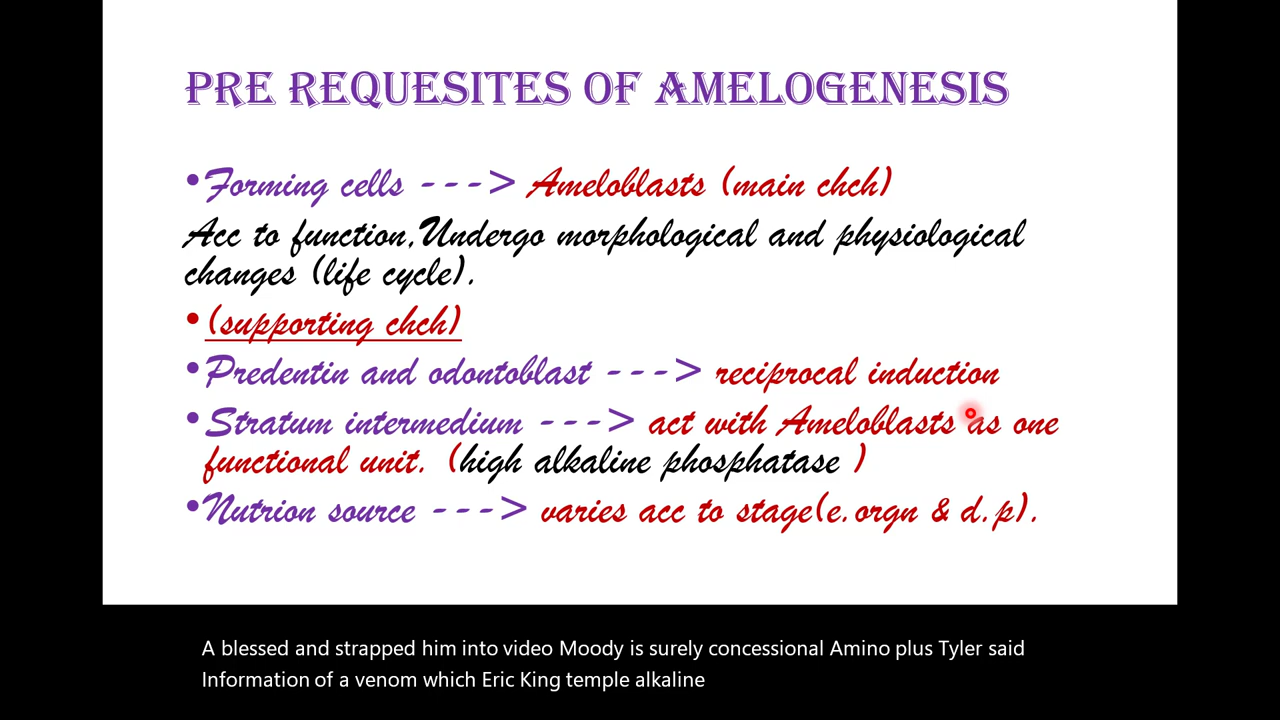 PRE REQUESITES OF AMELOGENESIS
•Forming cells ---> Ameloblasts (main chch)
Acc to function,Undergo morphological and physiological
changes (life cycle).
•(supporting chch)
•Predentin and odontoblast ---> reciprocal induction
•Stratum intermedium ---> act with Ameloblasts as one
functional unit. (high alkaline phosphatase )
•Nutrion source ---> varies acc to stage(e.orgn & d.p).
A blessed and strapped him into video Moody is surely concessional Amino plus Tyler said
Information of a venom which Eric King temple alkaline